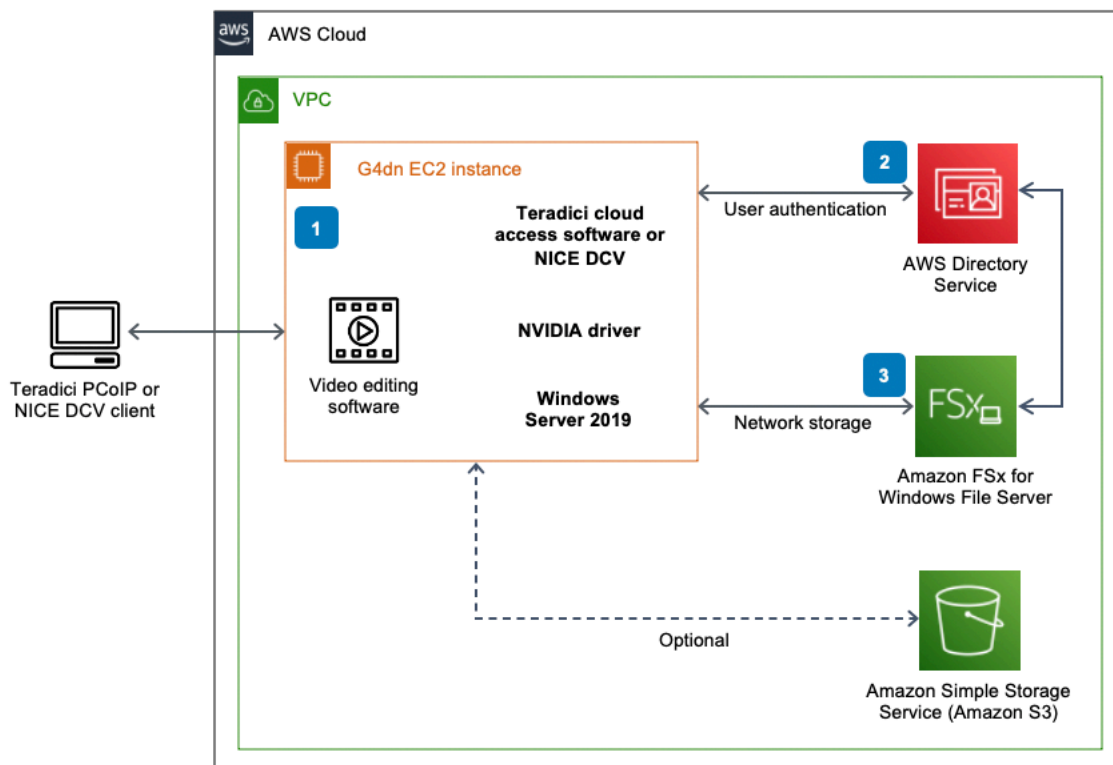 aws
AWS Cloud
VPC
G4dn EC2 instance
1
Teradici cloud
access software or
NICE DCV
2
User authentication
AWS Directory
Service
Teradici PCoIP or
NICE DCV client
Video editing
software
NVIDIA driver
Windows
Server 2019
3
Network storage
FSx
Amazon FSx for
Windows File Server
Optional
Amazon Simple Storage
Service (Amazon S3)